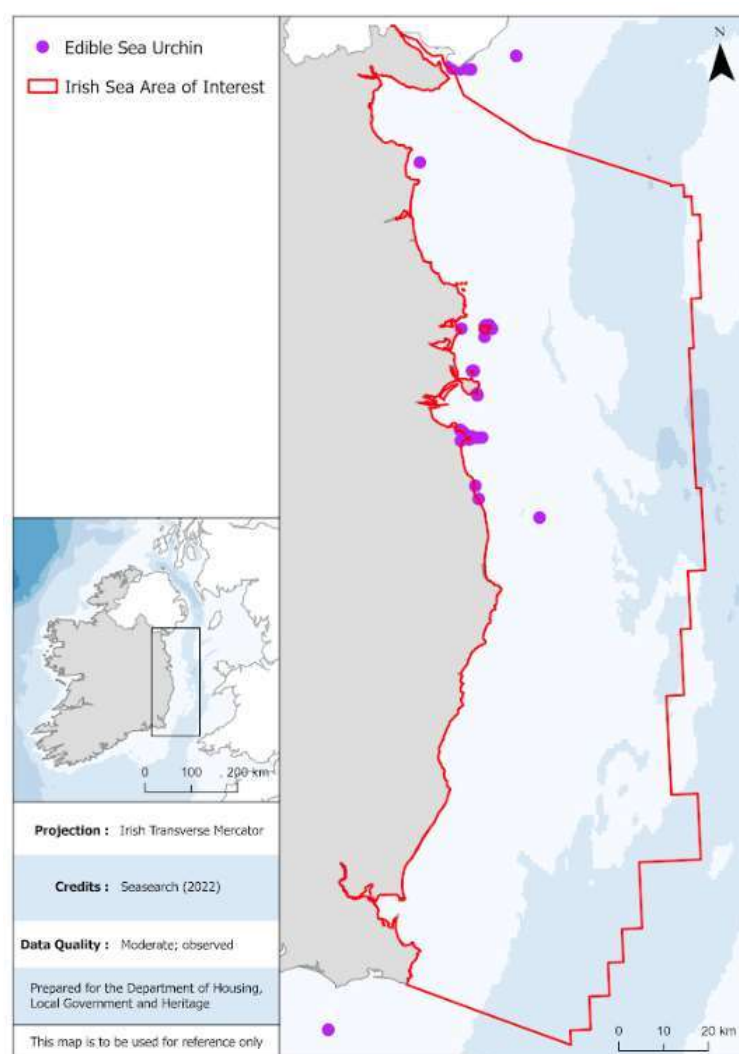 Edible Sea Urchin
Irish Sea Area of Interest
N
0 100 200 km
Projection : Irish Transverse Mercator
Credits : Seasearch (2022)
Data Quality : Moderate; observed
Prepared for the Department of Housing,
Local Government and Heritage
This map is to be used for reference only
0 10 20 km